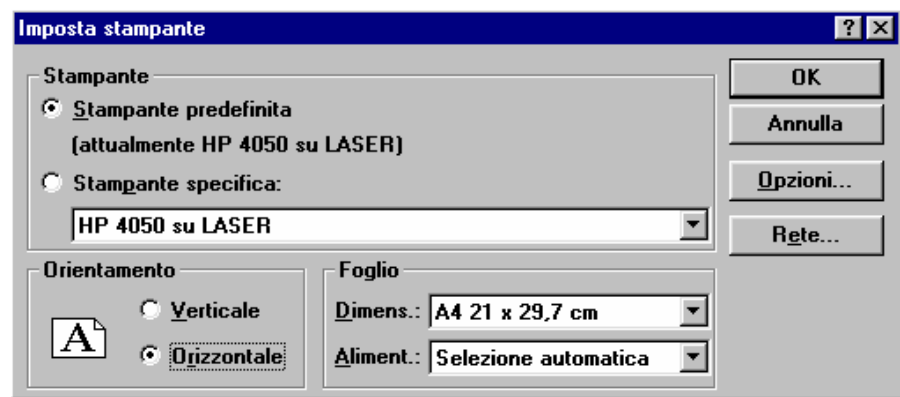 Imposta stampante
Stampante
Stampante predefinita
(attualmente HP 4050 su LASER)
Stampante specifica:
HP 4050 su LASER
OK
Annulla
Opzioni...
Rete...
Orientamento
A
Verticale
Orizzontale
Foglio
Dimens.: A4 21 x 29,7 cm
Aliment.: Selezione automatica